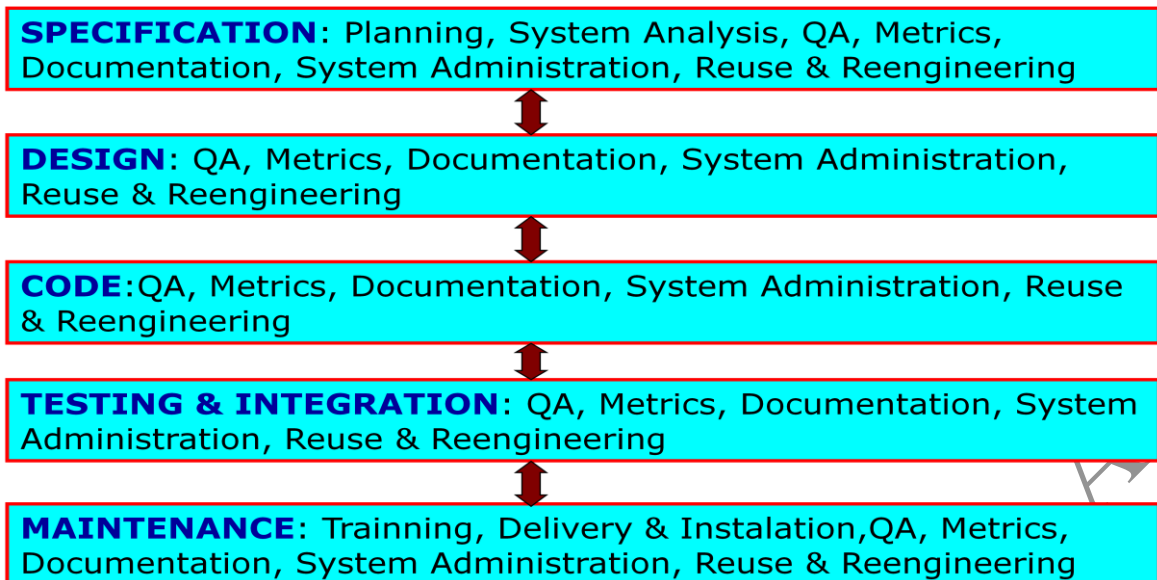 SPECIFICATION: Planning, System Analysis, QA, Metrics,
Documentation, System Administration, Reuse & Reengineering
DESIGN: QA, Metrics, Documentation, System Administration,
Reuse & Reengineering
CODE:QA, Metrics, Documentation, System Administration, Reuse
& Reengineering
TESTING & INTEGRATION: QA, Metrics, Documentation, System
Administration, Reuse & Reengineering
MAINTENANCE: Trainning, Delivery & Instalation,QA, Metrics,
Documentation, System Administration, Reuse & Reengineering